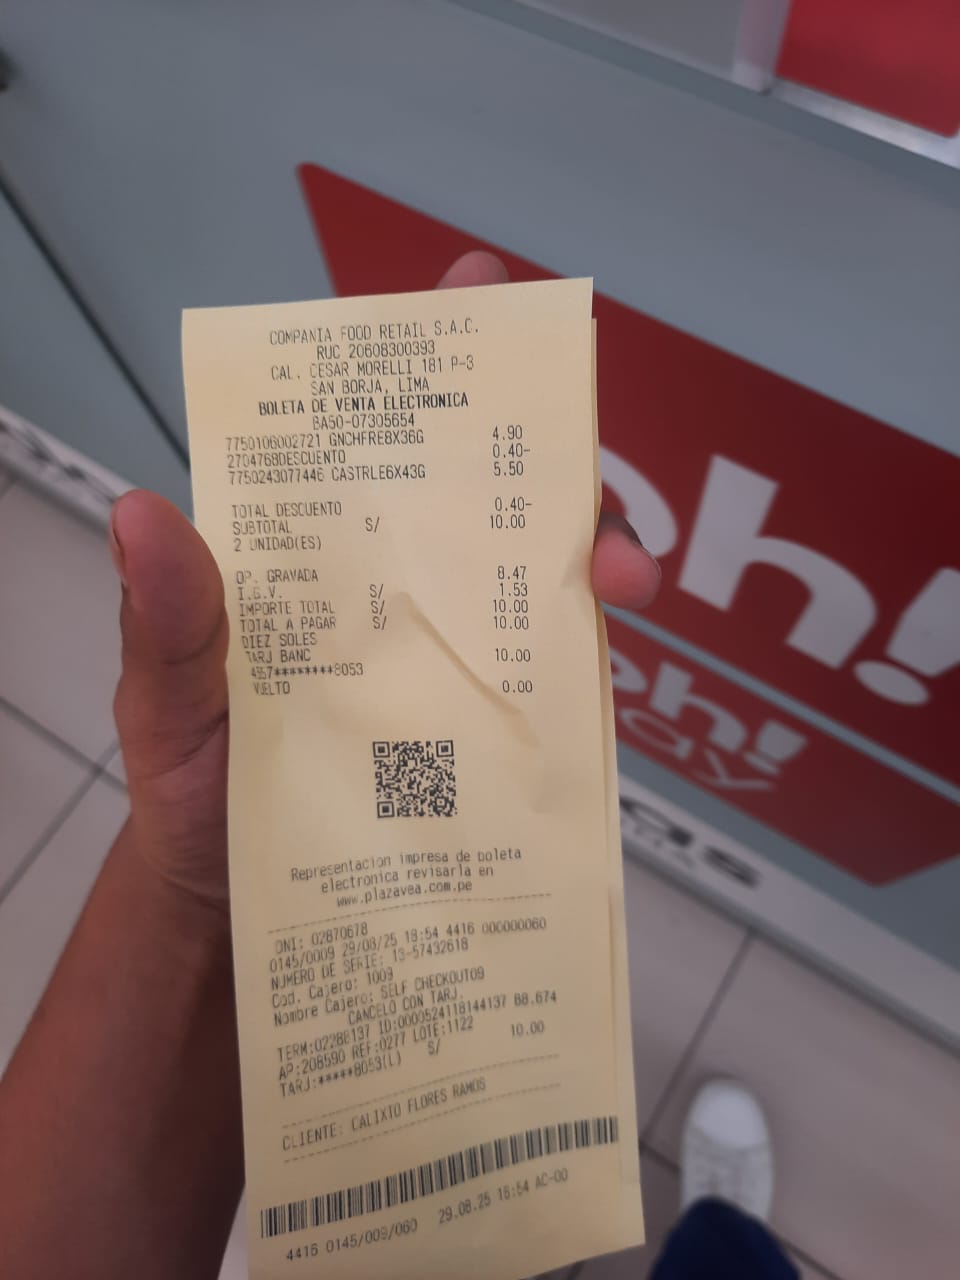 COMPANIA FOOD RETAIL S.A.C.
RUC 20608300393
CAL. CESAR MORELLI 181 P-3
SAN BORJA, LIMA
BOLETA DE VENTA ELECTRONICA
BA50-07305654
7750106002721 GNCHFRE8X36G 4.90
2704768DESCUENTO 0.40-
7750243077446 CASTRLE6X43G 5.50
TOTAL DESCUENTO 0.40-
SUBTOTAL S/ 10.00
2 UNIDAD(ES)
OP. GRAVADA 8.47
I.G.V. S/ 1.53
IMPORTE TOTAL S/ 10.00
TOTAL A PAGAR S/ 10.00
DIEZ SOLES
TARJ BANC 10.00
4557********8053
VUELTO 0.00
Representacion impresa de boleta
electronica revisarla en
www.plazavea.com.pe
DNI: 02870678
0145/0009 29/08/25 18:54 4416 000000060
NUMERO DE SERIE: 13-57432618
Cod. Cajero: 1009
Nombre Cajero: SELF CHECKOUT09
CANCELO CON TARJ.
TERM:02288137 ID:0000524118144137 B8.674
AP:208590 REF:0277 LOTE:1122
TARJ:*****8053(L) S/ 10.00
CLIENTE: CALIXTO FLORES RAMOS
4416 0145/009/060 29.08.25 18:54 AC-00
oh!
oh!
pay